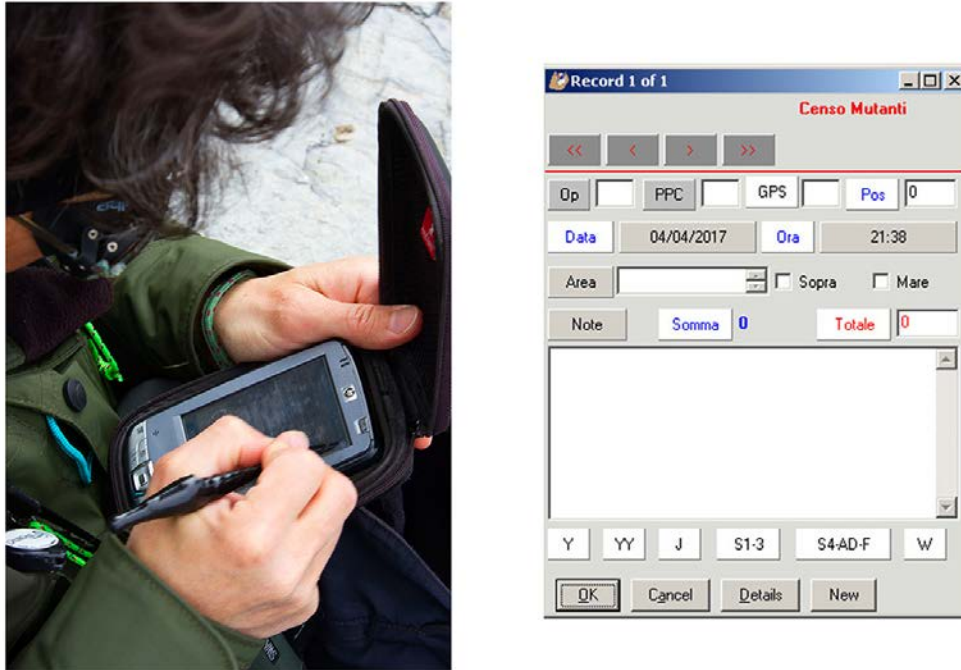 Record 1 of 1
Censo Mutanti
<< < > >>
Op PPC GPS Pos 0
Data 04/04/2017 Ora 21:38
Area Sopra Mare
Note Somma 0 Totale 0
Y YY J S1-3 S4-AD-F W
OK Cancel Details New